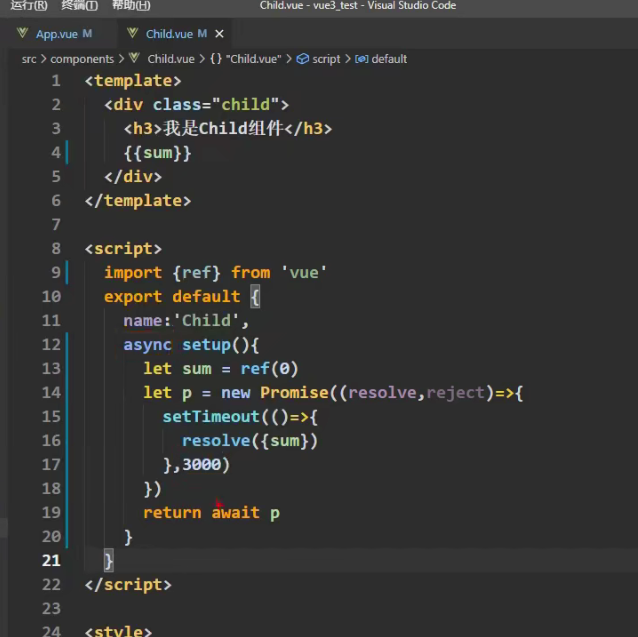 运行(R) 终端(T) 帮助(H) Child.vue - vue3_test - Visual Studio Code
App.vue M Child.vue M ×
src > components > Child.vue > {} "Child.vue" > script > default
1 <template>
2 <div class="child">
3 <h3>我是Child组件</h3>
4 {{sum}}
5 </div>
6 </template>
7
8 <script>
9 import {ref} from 'vue'
10 export default {
11 name:'Child',
12 async setup(){
13 let sum = ref(0)
14 let p = new Promise((resolve,reject)=>{
15 setTimeout(()=>{
16 resolve({sum})
17 },3000)
18 })
19 return await p
20 }
21 }
22 </script>
23
24 <style>